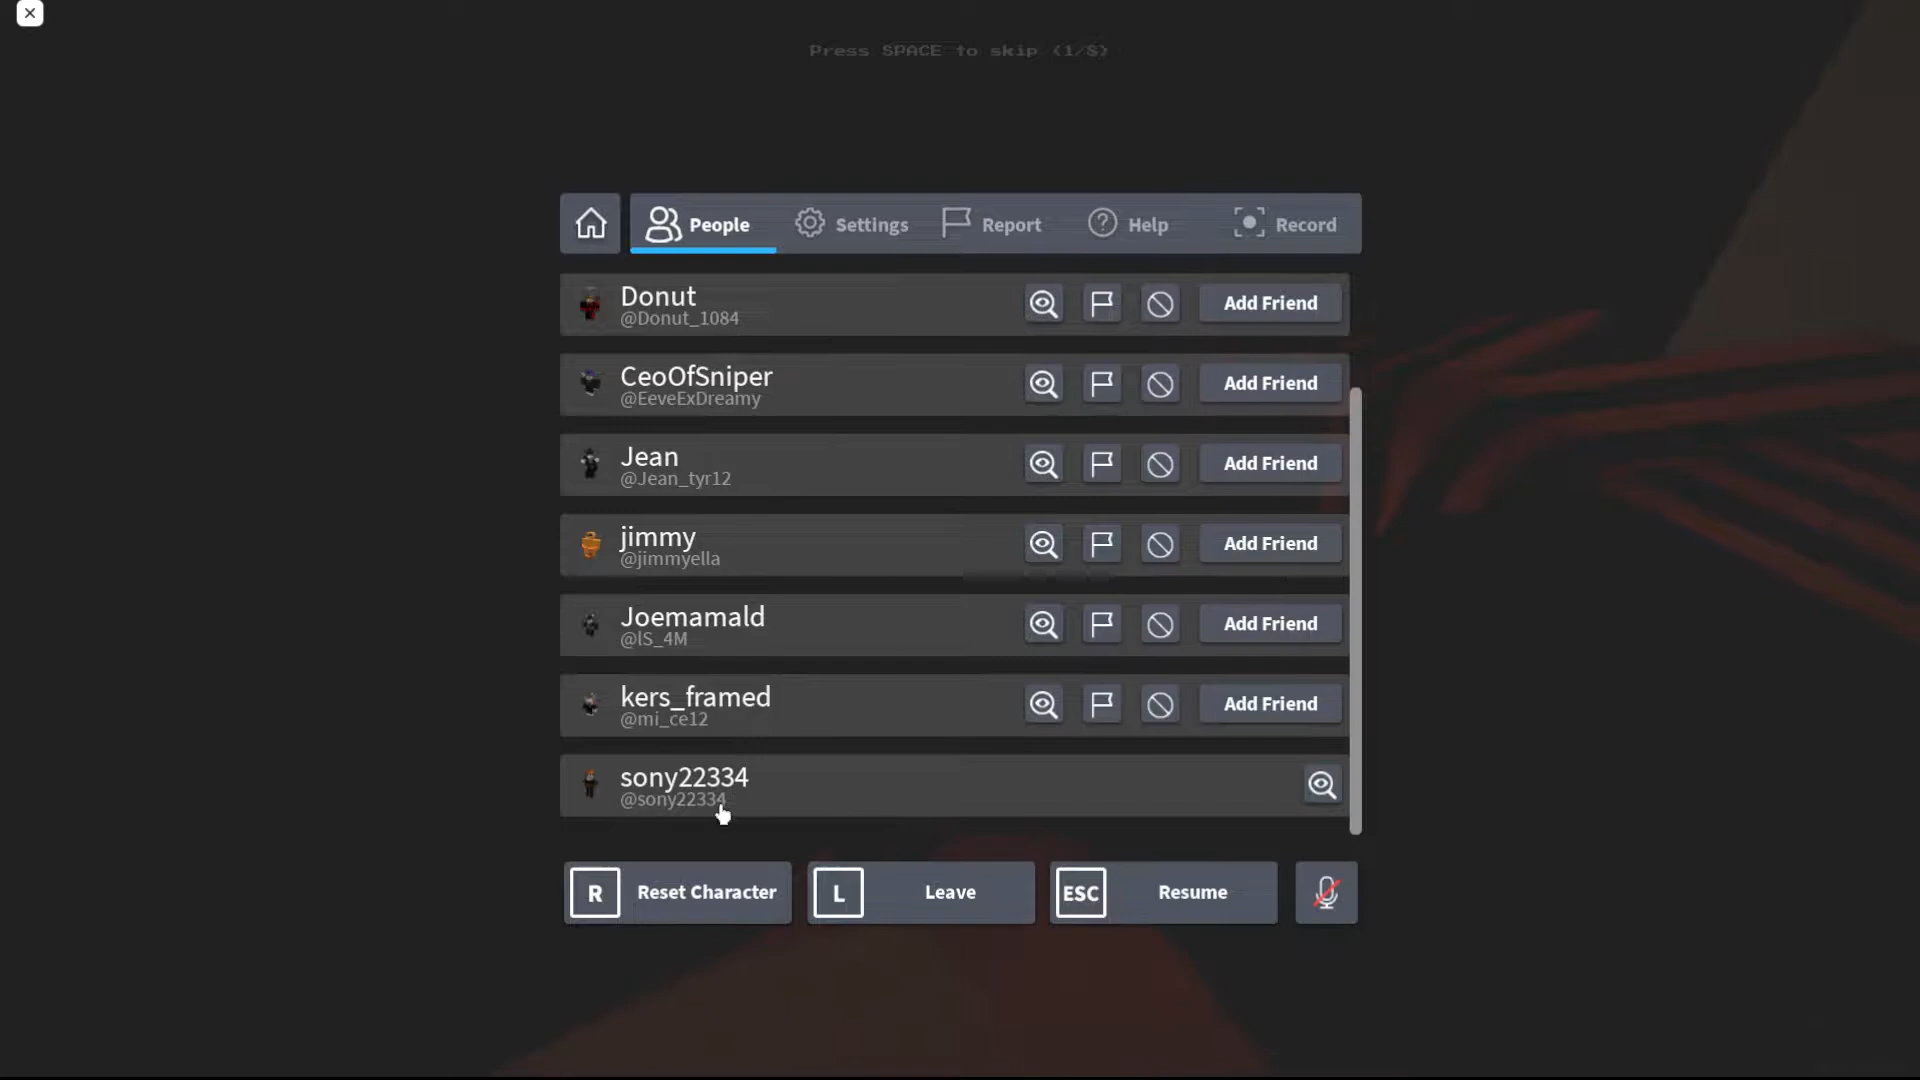 Press SPACE to skip (1/8)
People Settings Report Help Record
Donut
@Donut_1084
Add Friend
CeoOfSniper
@EeveExDreamy
Add Friend
Jean
@Jean_tyr12
Add Friend
jimmy
@jimmyella
Add Friend
Joemamald
@lS_4M
Add Friend
kers_framed
@mi_ce12
Add Friend
sony22334
@sony22334
R Reset Character L Leave ESC Resume